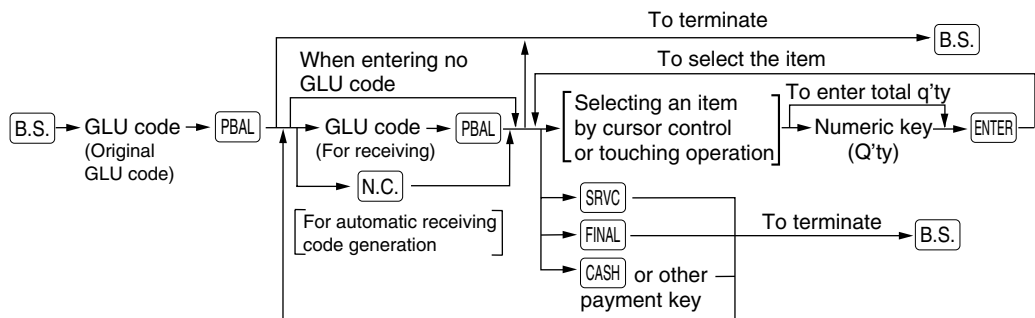 To terminate
B.S.
When entering no
GLU code
To select the item
B.S.
GLU code
(Original
GLU code)
PBAL
GLU code
(For receiving)
PBAL
N.C.
[For automatic receiving
code generation]
[Selecting an item
by cursor control
or touching operation]
To enter total q’ty
Numeric key
(Q’ty)
ENTER
SRVC
FINAL
CASH or other
payment key
To terminate
B.S.